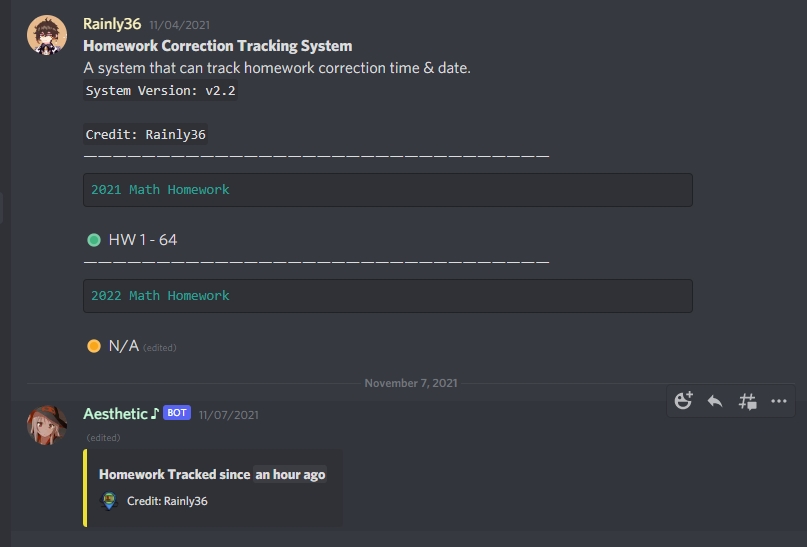 Rainly36 11/04/2021
Homework Correction Tracking System
A system that can track homework correction time & date.
System Version: v2.2
Credit: Rainly36
————————————————————————————————
2021 Math Homework
HW 1 - 64
————————————————————————————————
2022 Math Homework
N/A (edited)
November 7, 2021
Aesthetic♪ BOT 11/07/2021
(edited)
Homework Tracked since an hour ago
Credit: Rainly36